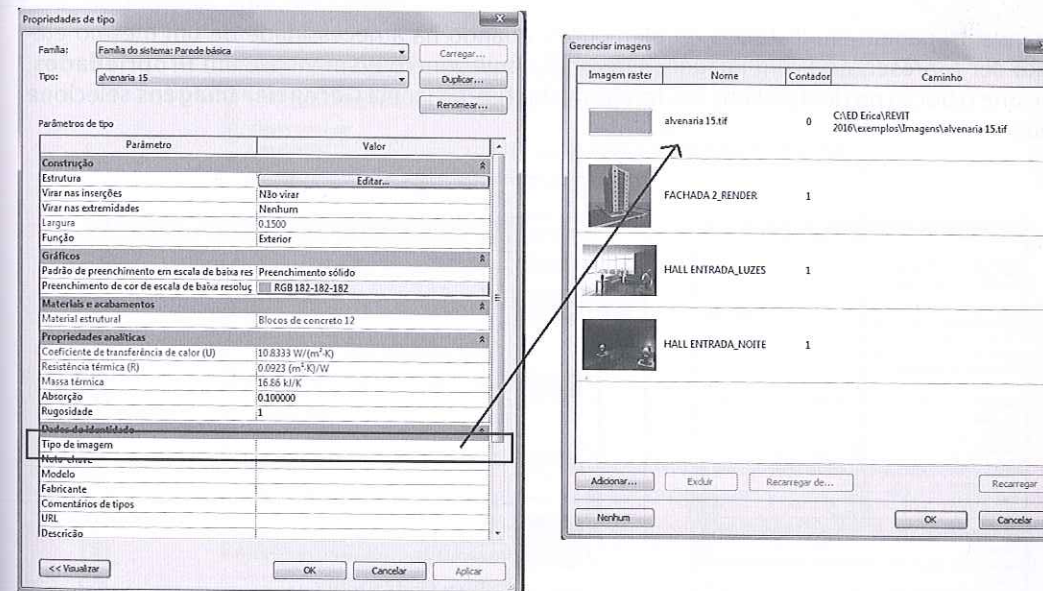 Propriedades de tipo
Família: Família do sistema: Parede básica Carregar...
Tipo: alvenaria 15 Duplicar...
Renomear...
Parâmetros de tipo
Parâmetro Valor
Construção
Estrutura Editar...
Virar nas inserções Não virar
Virar nas extremidades Nenhum
Largura 0.1500
Função Exterior
Gráficos
Padrão de preenchimento em escala de baixa res Preenchimento sólido
Preenchimento de cor de escala de baixa resoluç RGB 182-182-182
Materiais e acabamentos
Material estrutural Blocos de concreto 12
Propriedades analíticas
Coeficiente de transferência de calor (U) 10.8333 W/(m²·K)
Resistência térmica (R) 0.0923 (m²·K)/W
Massa térmica 16.86 kJ/K
Absorção 0.100000
Rugosidade 1
Dados de identidade
Tipo de imagem
Nota-chave
Modelo
Fabricante
Comentários de tipos
URL
Descrição
<< Visualizar OK Cancelar Aplicar
Gerenciar imagens
Imagem raster Nome Contador Caminho
alvenaria 15.tif 0 C:\ED Erica\REVIT
2016\exemplos\Imagens\alvenaria 15.tif
FACHADA 2_RENDER 1
HALL ENTRADA_LUZES 1
HALL ENTRADA_NOITE 1
Adicionar... Excluir Recarregar de... Recarregar
Nenhum OK Cancelar